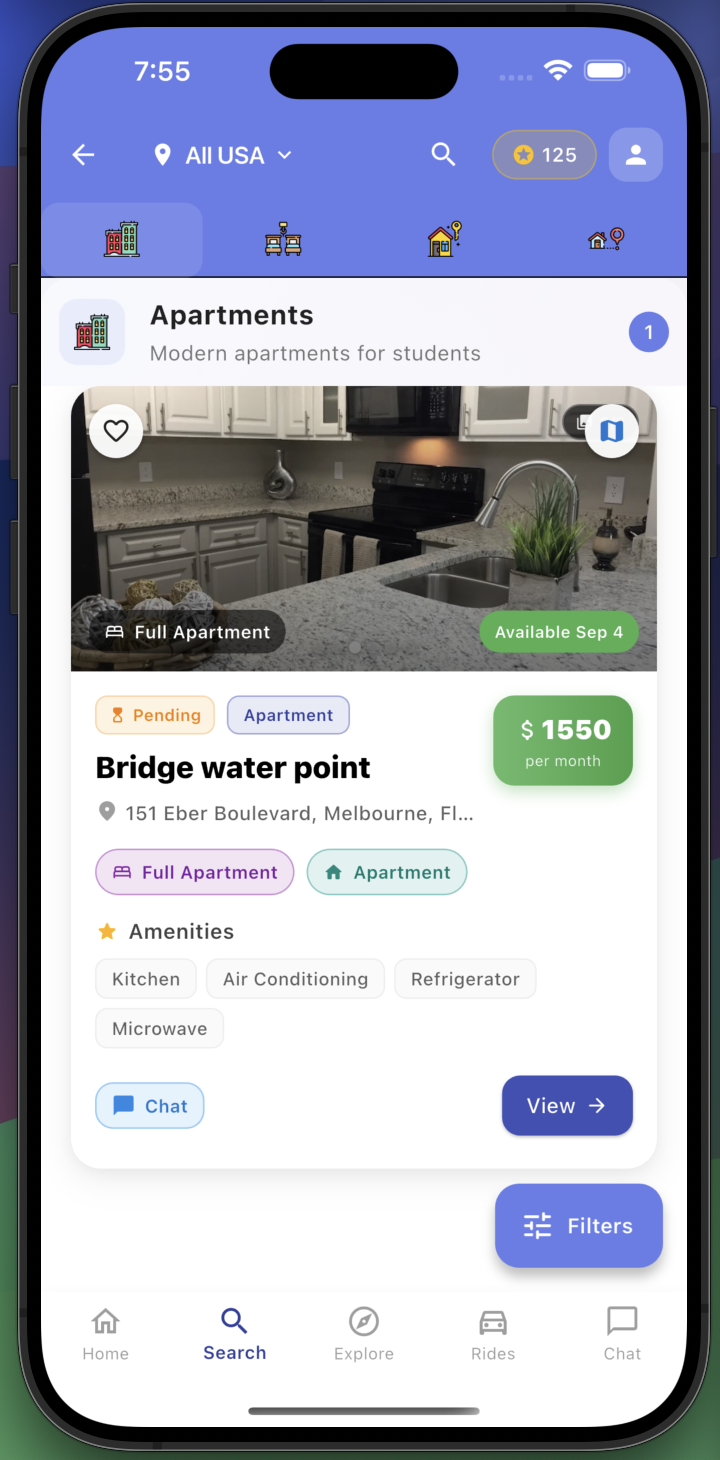 7:55
All USA
125
Apartments
Modern apartments for students
1
Full Apartment
Available Sep 4
Pending
Apartment
$ 1550
per month
Bridge water point
151 Eber Boulevard, Melbourne, Fl...
Full Apartment
Apartment
Amenities
Kitchen
Air Conditioning
Refrigerator
Microwave
Chat
View
Filters
Home
Search
Explore
Rides
Chat